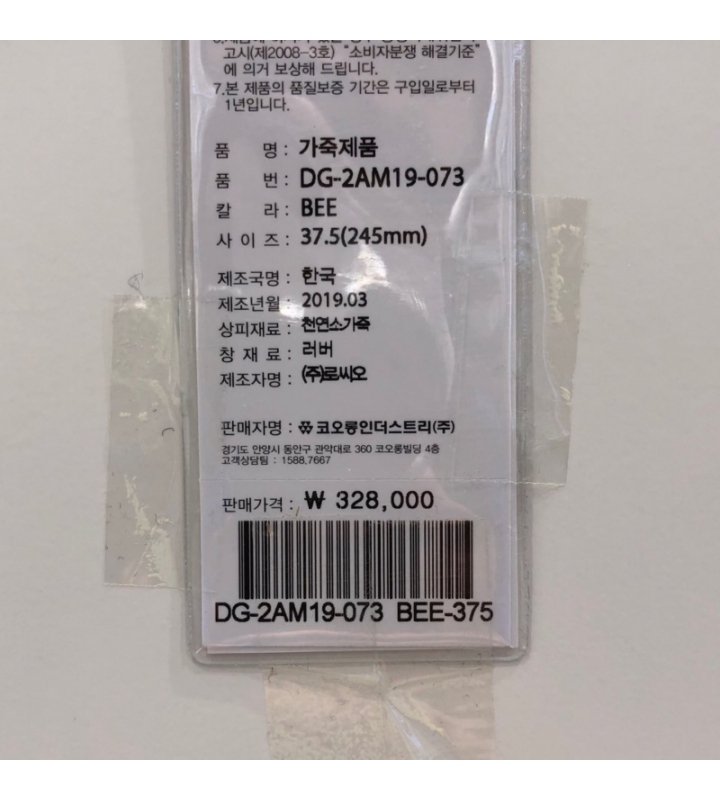 고시(제2008-3호) "소비자분쟁 해결기준"
에 의거 보상해 드립니다.
7.본 제품의 품질보증 기간은 구입일로부터
1년입니다.
품 명 : 가죽제품
품 번 : DG-2AM19-073
칼 라 : BEE
사 이 즈 : 37.5(245mm)
제조국명 : 한국
제조년월 : 2019.03
상피재료 : 천연소가죽
창 재 료 : 러버
제조자명 : (주)로씨오
판매자명 : 코오롱인더스트리(주)
경기도 안양시 동안구 관악대로 360 코오롱빌딩 4층
고객상담팀 : 1588.7667
판매가격 : ₩ 328,000
DG-2AM19-073 BEE-375